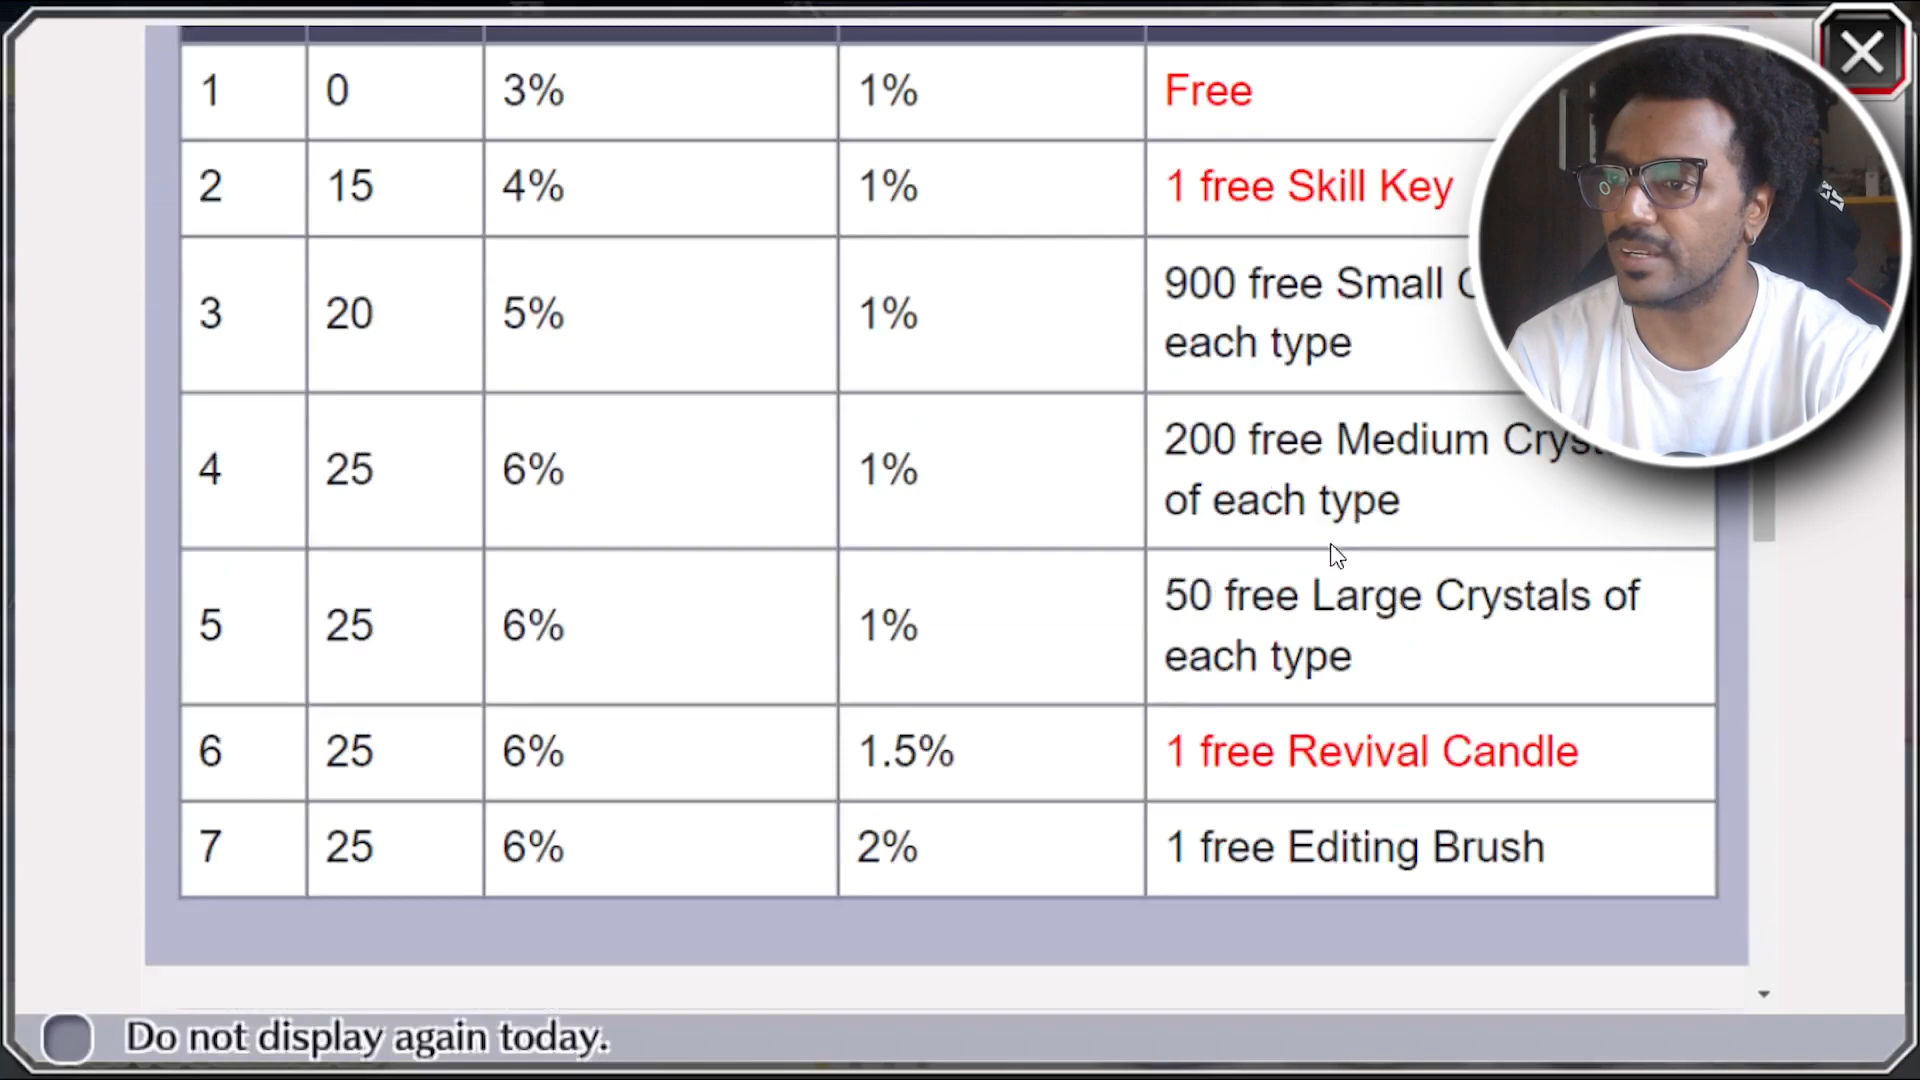 1 0 3% 1% Free
2 15 4% 1% 1 free Skill Key
3 20 5% 1% 900 free Small
each type
4 25 6% 1% 200 free Medium
of each type
5 25 6% 1% 50 free Large Crystals of
each type
6 25 6% 1.5% 1 free Revival Candle
7 25 6% 2% 1 free Editing Brush
Do not display again today.